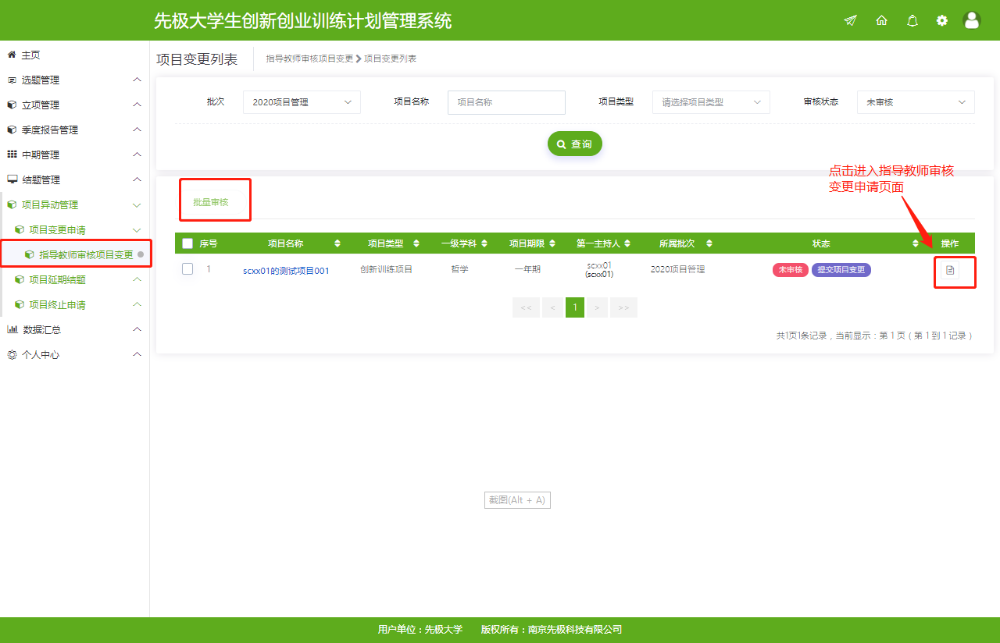 先极大学生创新创业训练计划管理系统
主页
选题管理
立项管理
季度报告管理
中期管理
结题管理
项目异动管理
项目变更申请
指导教师审核项目变更
项目延期结题
项目终止申请
数据汇总
个人中心
项目变更列表
指导教师审核项目变更 项目变更列表
批次 2020项目管理 项目名称 项目名称 项目类型 请选择项目类型 审核状态 未审核
查询
点击进入指导教师审核
变更申请页面
批量审核
序号 项目名称 项目类型 一级学科 项目期限 第一主持人 所属批次 状态 操作
1 scxx01的测试项目001 创新训练项目 哲学 一年期 scxx01 2020项目管理 未审核 提交项目变更
(scxx01)
<< < 1 > >>
共1页1条记录，当前显示：第 1 页（ 第 1 到 1 记录 ）
截图(Alt + A)
用户单位：先极大学 版权所有：南京先极科技有限公司